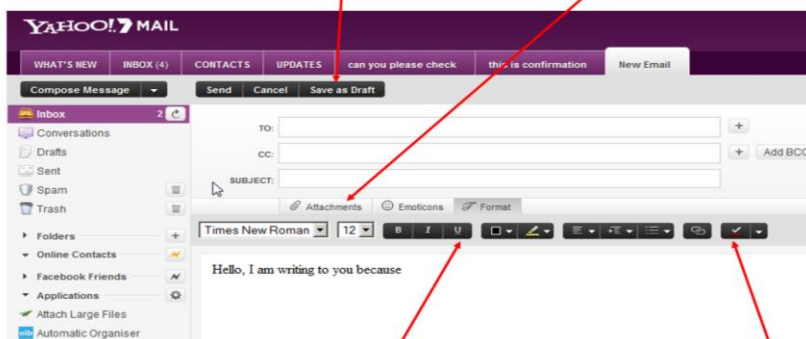 YAHOO! MAIL
WHAT'S NEW INBOX (4) CONTACTS UPDATES can you please check this is confirmation New Email
Compose Message Send Cancel Save as Draft
Inbox 2
Conversations
Drafts
Sent
Spam
Trash
Folders
Online Contacts
Facebook Friends
Applications
Attach Large Files
Automatic Organiser
TO:
CC:
Add BCC
SUBJECT:
Attachments Emoticons Format
Times New Roman 12 B I U
Hello, I am writing to you because